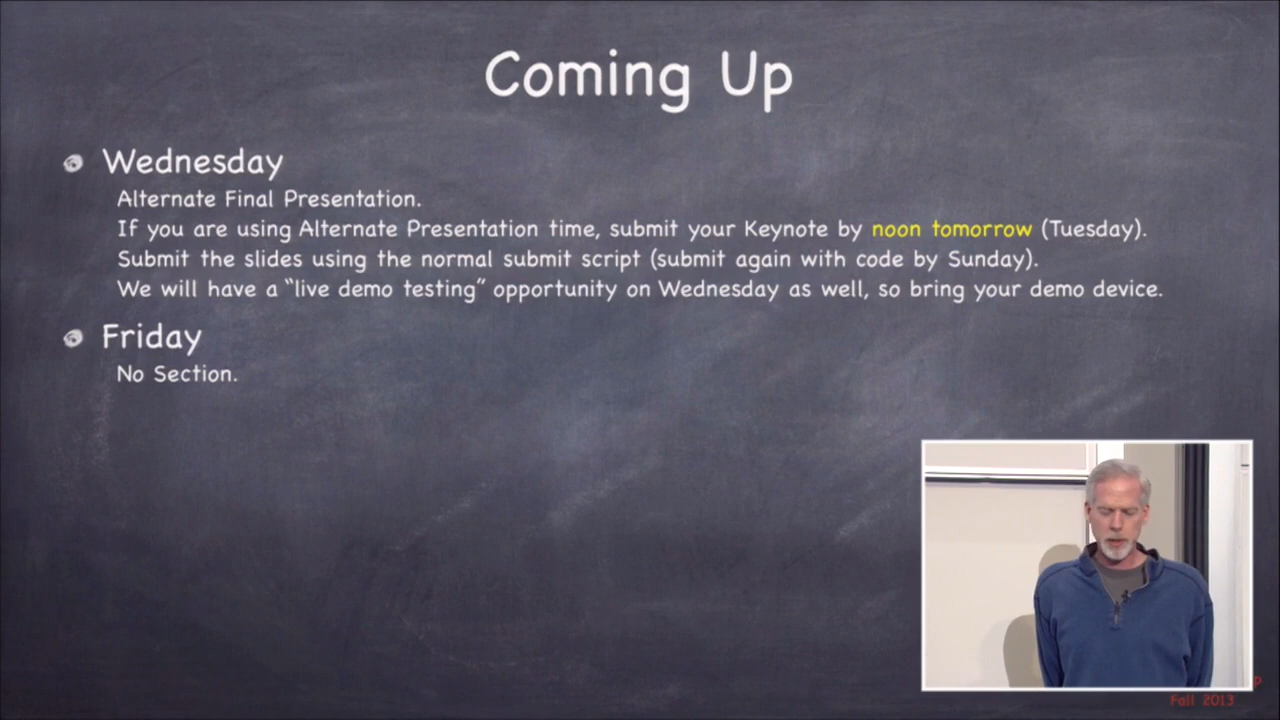 Coming Up
Wednesday
Alternate Final Presentation.
If you are using Alternate Presentation time, submit your Keynote by noon tomorrow (Tuesday).
Submit the slides using the normal submit script (submit again with code by Sunday).
We will have a “live demo testing” opportunity on Wednesday as well, so bring your demo device.
Friday
No Section.
Fall 2013